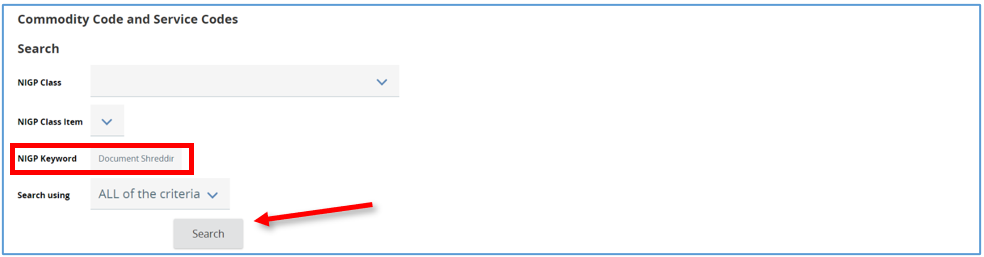 Commodity Code and Service Codes
Search
NIGP Class
NIGP Class Item
NIGP Keyword Document Shreddir
Search using ALL of the criteria
Search